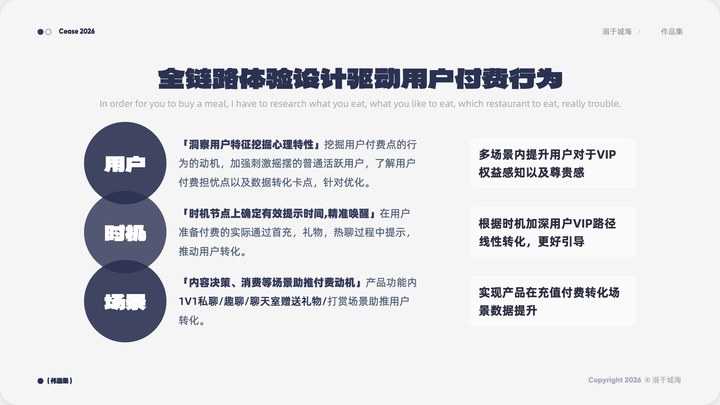 Cease 2026
溺于城海 / 作品集
全链路体验设计驱动用户付费行为
In order for you to buy a meal, I have to research what you eat, what you like to eat, which restaurant to eat, really trouble.
用户
「洞察用户特征挖掘心理特性」挖掘用户付费点的行
为的动机，加强刺激摇摆的普通活跃用户，了解用户
付费担忧点以及数据转化卡点，针对优化。
多场景内提升用户对于VIP
权益感知以及尊贵感
时机
「时机节点上确定有效提示时间,精准唤醒」在用户
准备付费的实际通过首充，礼物，热聊过程中提示，
推动用户转化。
根据时机加深用户VIP路径
线性转化，更好引导
场景
「内容决策、消费等场景助推付费动机」产品功能内
1V1私聊/趣聊/聊天室赠送礼物/打赏场景助推用户
转化。
实现产品在充值付费转化场
景数据提升
(作品集)
Copyright 2026 ® 溺于城海